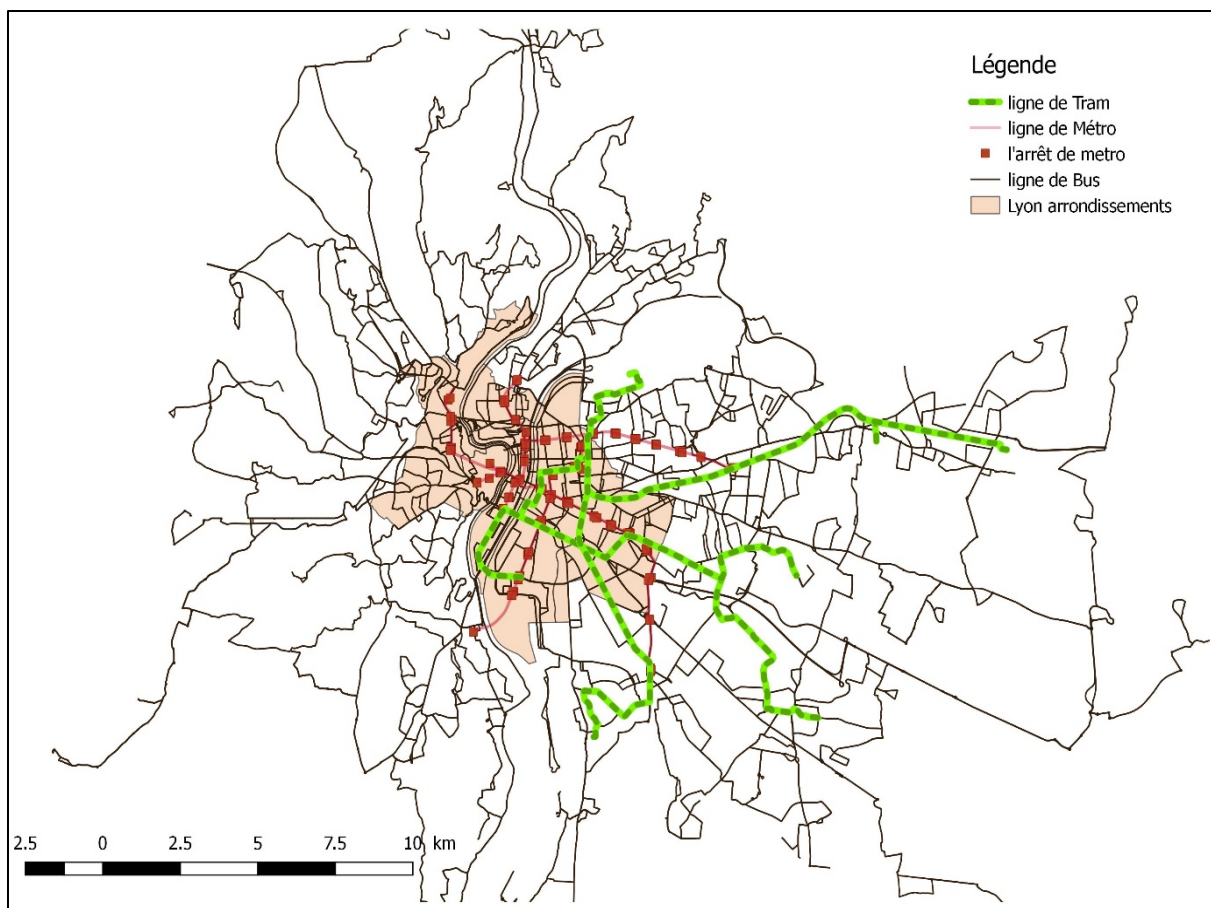 Légende
ligne de Tram
ligne de Métro
l'arrêt de metro
ligne de Bus
Lyon arrondissements
2.5 0 2.5 5 7.5 10 km